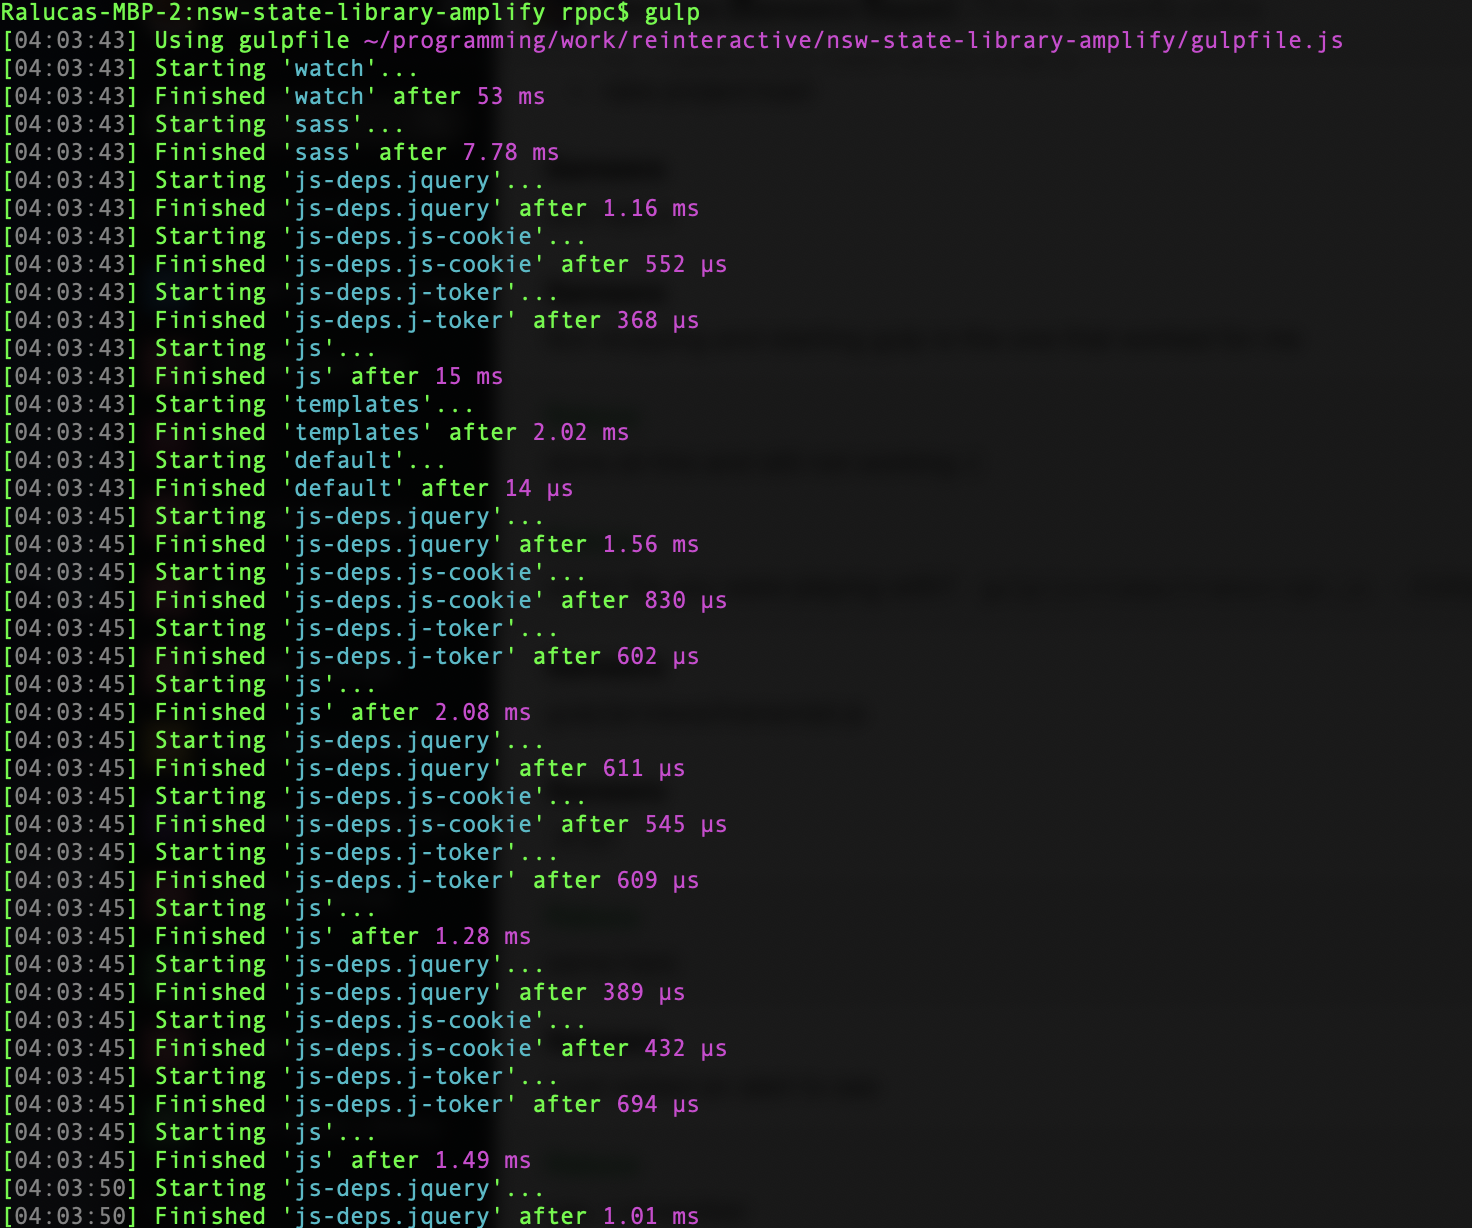 Ralucas-MBP-2:nsw-state-library-amplify rppc$ gulp
[04:03:43] Using gulpfile ~/programming/work/reinteractive/nsw-state-library-amplify/gulpfile.js
[04:03:43] Starting 'watch'...
[04:03:43] Finished 'watch' after 53 ms
[04:03:43] Starting 'sass'...
[04:03:43] Finished 'sass' after 7.78 ms
[04:03:43] Starting 'js-deps.jquery'...
[04:03:43] Finished 'js-deps.jquery' after 1.16 ms
[04:03:43] Starting 'js-deps.js-cookie'...
[04:03:43] Finished 'js-deps.js-cookie' after 552 μs
[04:03:43] Starting 'js-deps.j-toker'...
[04:03:43] Finished 'js-deps.j-toker' after 368 μs
[04:03:43] Starting 'js'...
[04:03:43] Finished 'js' after 15 ms
[04:03:43] Starting 'templates'...
[04:03:43] Finished 'templates' after 2.02 ms
[04:03:43] Starting 'default'...
[04:03:43] Finished 'default' after 14 μs
[04:03:45] Starting 'js-deps.jquery'...
[04:03:45] Finished 'js-deps.jquery' after 1.56 ms
[04:03:45] Starting 'js-deps.js-cookie'...
[04:03:45] Finished 'js-deps.js-cookie' after 830 μs
[04:03:45] Starting 'js-deps.j-toker'...
[04:03:45] Finished 'js-deps.j-toker' after 602 μs
[04:03:45] Starting 'js'...
[04:03:45] Finished 'js' after 2.08 ms
[04:03:45] Starting 'js-deps.jquery'...
[04:03:45] Finished 'js-deps.jquery' after 611 μs
[04:03:45] Starting 'js-deps.js-cookie'...
[04:03:45] Finished 'js-deps.js-cookie' after 545 μs
[04:03:45] Starting 'js-deps.j-toker'...
[04:03:45] Finished 'js-deps.j-toker' after 609 μs
[04:03:45] Starting 'js'...
[04:03:45] Finished 'js' after 1.28 ms
[04:03:45] Starting 'js-deps.jquery'...
[04:03:45] Finished 'js-deps.jquery' after 389 μs
[04:03:45] Starting 'js-deps.js-cookie'...
[04:03:45] Finished 'js-deps.js-cookie' after 432 μs
[04:03:45] Starting 'js-deps.j-toker'...
[04:03:45] Finished 'js-deps.j-toker' after 694 μs
[04:03:45] Starting 'js'...
[04:03:45] Finished 'js' after 1.49 ms
[04:03:50] Starting 'js-deps.jquery'...
[04:03:50] Finished 'js-deps.jquery' after 1.01 ms